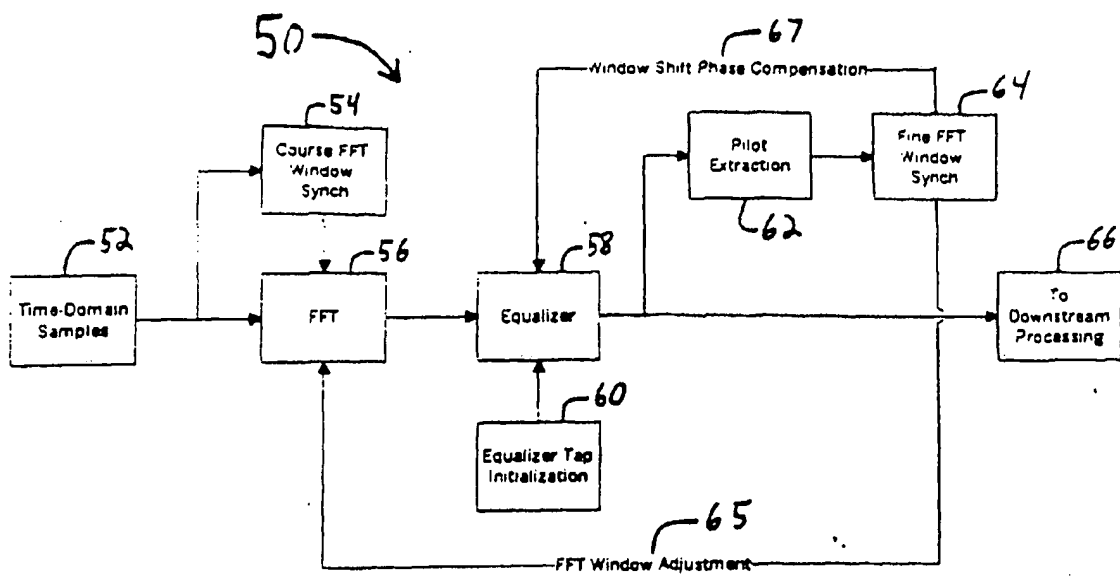 50
67
Window Shift Phase Compensation
54
64
Course FFT
Window
Synch
Pilot
Extraction
Fine FFT
Window
Synch
62
52
56
58
66
Time-Domain
Samples
FFT
Equalizer
To
Downstream
Processing
60
Equalizer Tap
Initialization
65
FFT Window Adjustment